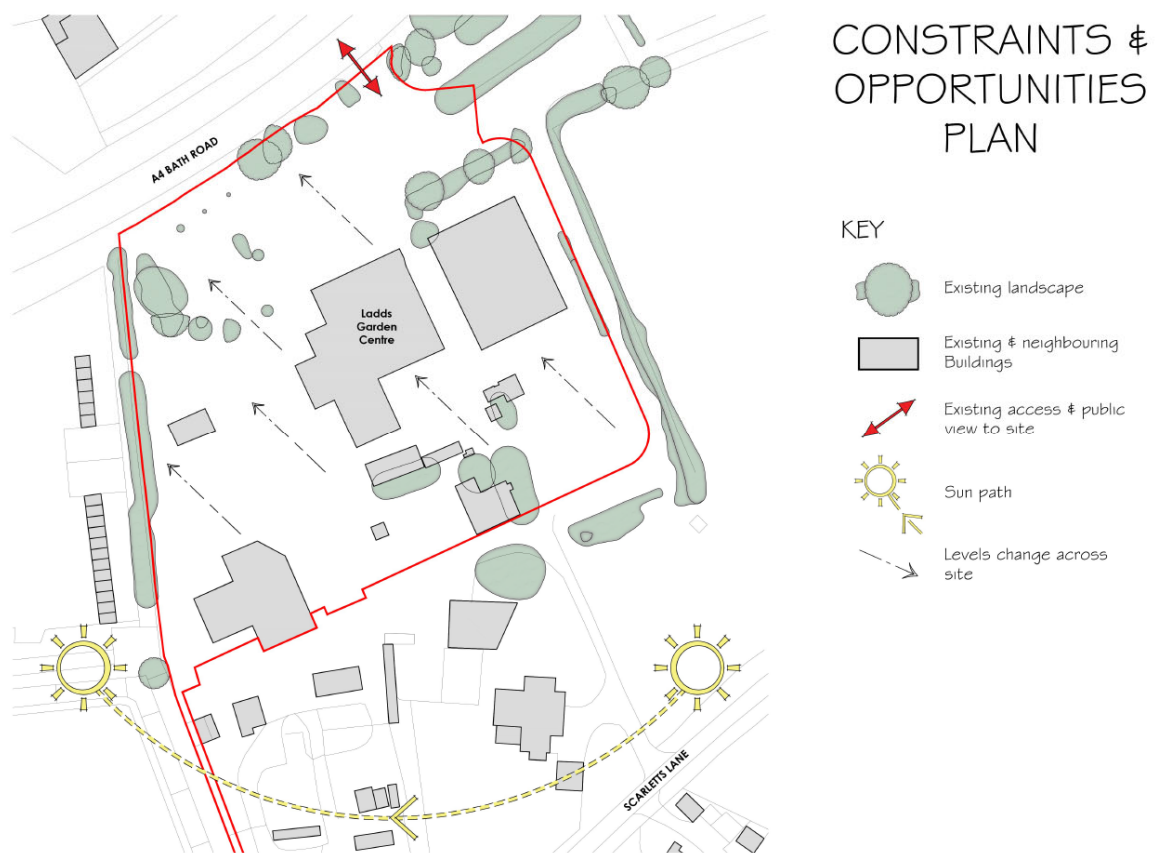 CONSTRAINTS &
OPPORTUNITIES
PLAN
A4 BATH ROAD
Ladds
Garden
Centre
SCARLETTS LANE
KEY
Existing landscape
Existing & neighbouring
Buildings
Existing access & public
view to site
Sun path
Levels change across
site